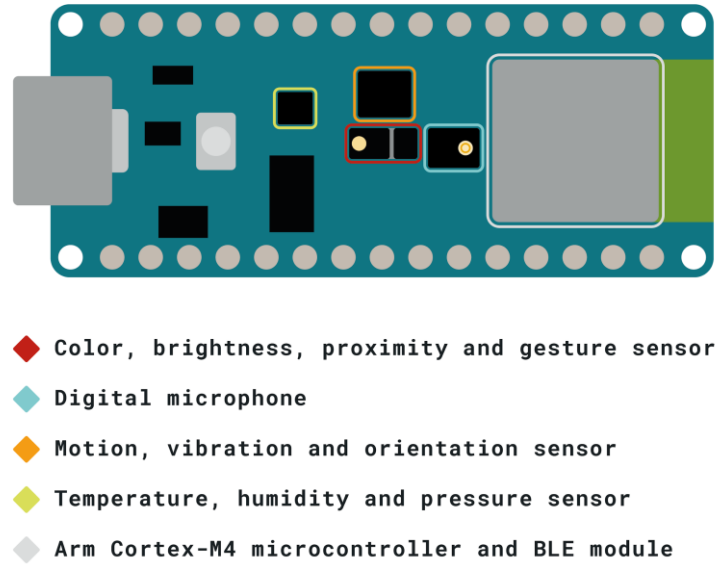 Color, brightness, proximity and gesture sensor
Digital microphone
Motion, vibration and orientation sensor
Temperature, humidity and pressure sensor
Arm Cortex-M4 microcontroller and BLE module